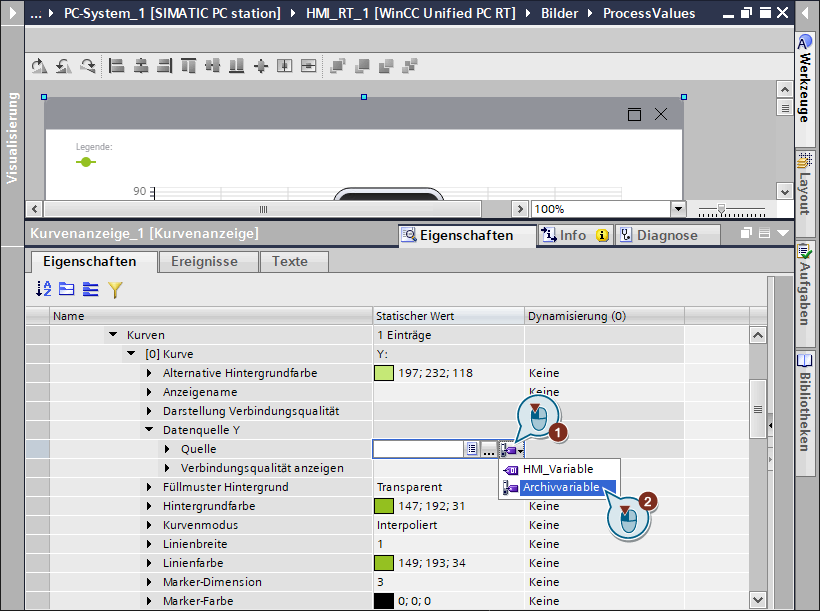 ... PC-System_1 [SIMATIC PC station] HMI_RT_1 [WinCC Unified PC RT] Bilder ProcessValues
Visualisierung
Legende:
90
100%
Kurvenanzeige_1 [Kurvenanzeige]
Eigenschaften Info Diagnose
Eigenschaften Ereignisse Texte
Name Statischer Wert Dynamisierung (0)
Kurven 1 Einträge
[0] Kurve Y:
Alternative Hintergrundfarbe 197; 232; 118 Keine
Anzeigename Keine
Darstellung Verbindungsqualität
Datenquelle Y
Quelle ...
1
Verbindungsqualität anzeigen
HMI_Variable
Archivvariable
2
Füllmuster Hintergrund Transparent
Hintergrundfarbe 147; 192; 31 Keine
Kurvenmodus Interpoliert Keine
Linienbreite 1 Keine
Linienfarbe 149; 193; 34 Keine
Marker-Dimension 3 Keine
Marker-Farbe 0; 0; 0 Keine
Werkzeuge
Layout
Aufgaben
Bibliotheken